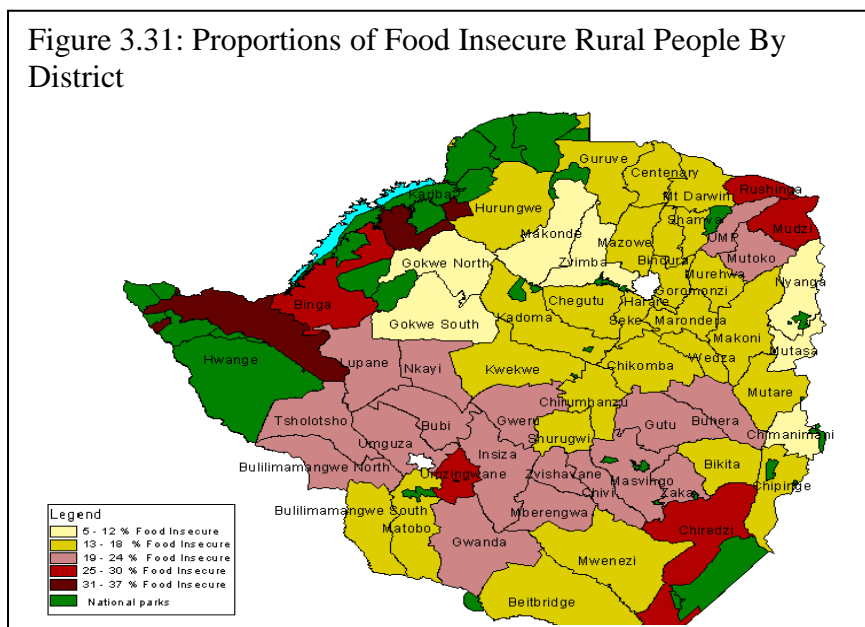 Figure 3.31: Proportions of Food Insecure Rural People By
District
Guruve
Centenary
Mt Darwin
Rushinga
Kariba
Hurungwe
Shamva
Mudzi
UMP
Makonde
Mazowe
Mutoko
Gokwe North
Zvimba
Bindura
Murehwa
Nyanga
Goromonzi
Binga
Chegutu
Harare
Gokwe South
Kadoma
Seke
Marondera
Makoni
Hwange
Lupane
Mutasa
Nkayi
Kwekwe
Chikomba
Wedza
Mutare
Chirumhanzu
Tsholotsho
Bubi
Gweru
Gutu
Buhera
Umguza
Shurugwi
Chimanimani
Bulilimamangwe North
Insiza
Bikita
Umzingwane
Zvishavane
Masvingo
Chivi
Zaka
Chipinge
Bulilimamangwe South
Mberengwa
Matobo
Chiredzi
Gwanda
Mwenezi
Beitbridge
Legend
5 - 12 % Food Insecure
13 - 18 % Food Insecure
19 - 24 % Food Insecure
25 - 30 % Food Insecure
31 - 37 % Food Insecure
National parks